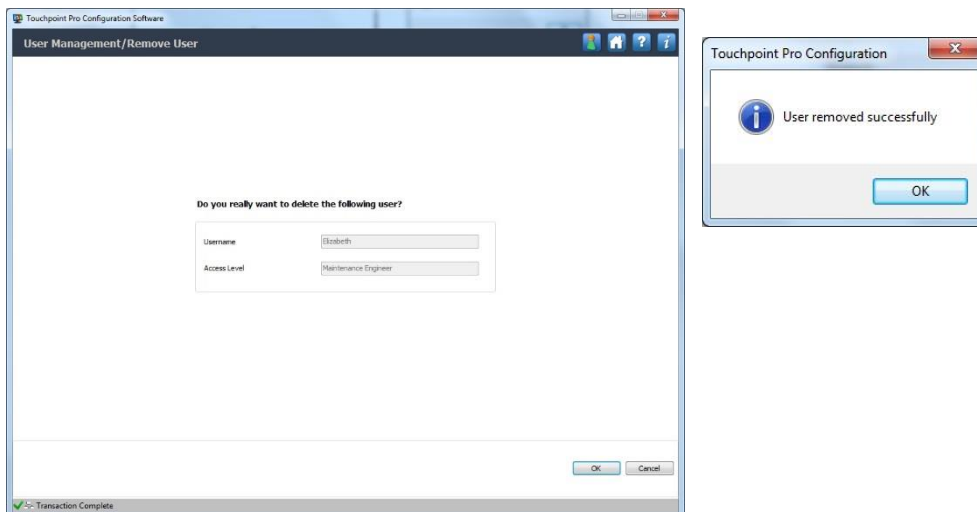 Touchpoint Pro Configuration Software
User Management/Remove User
Do you really want to delete the following user?
Username Elizabeth
Access Level Maintenance Engineer
OK Cancel
Transaction Complete
Touchpoint Pro Configuration
User removed successfully
OK